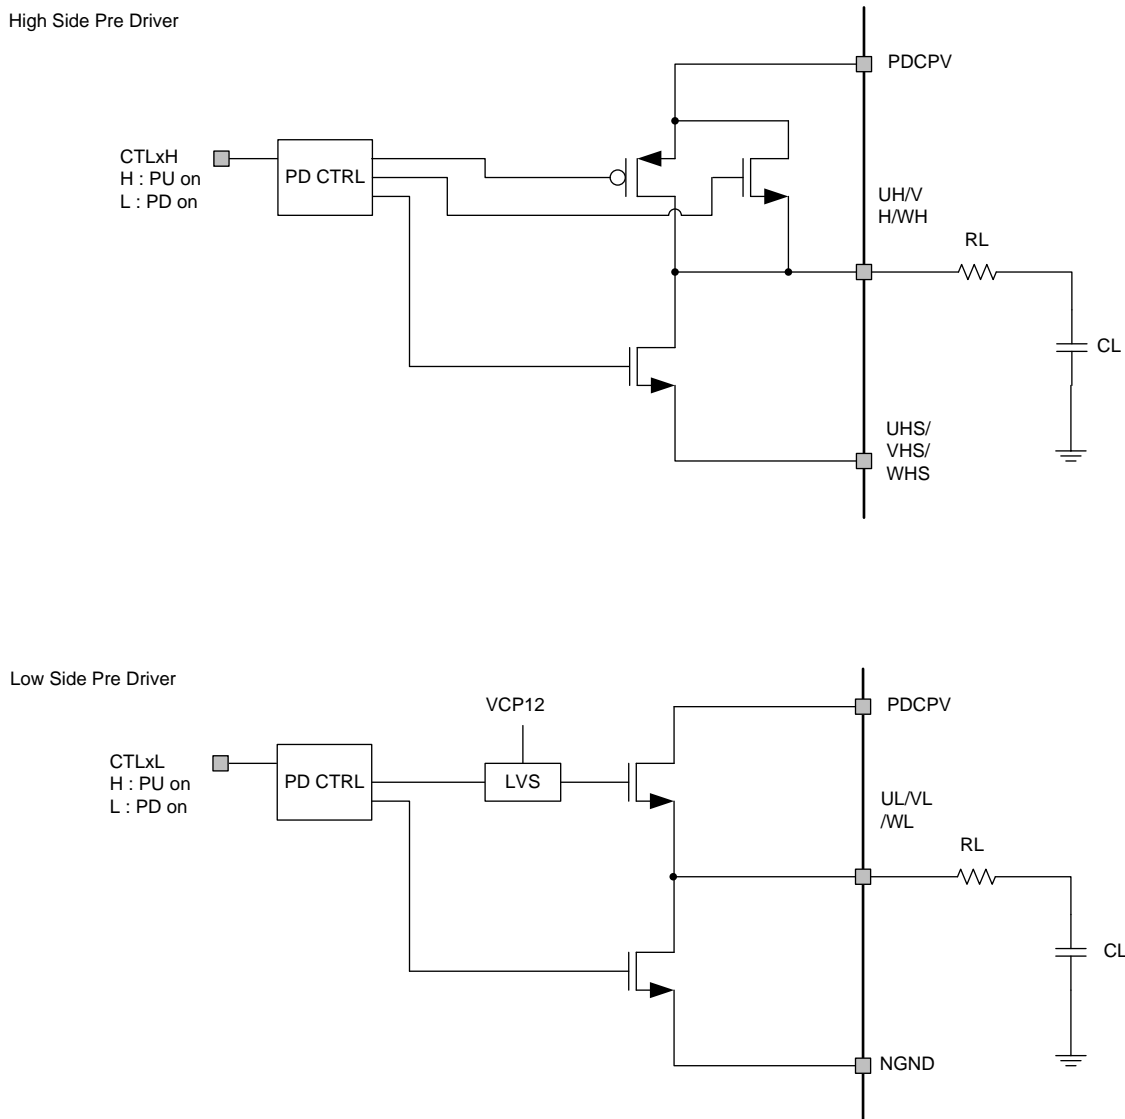 High Side Pre Driver
PDCPV
CTLxH
H : PU on
L : PD on
PD CTRL
UH/V
H/WH
RL
CL
UHS/
VHS/
WHS
Low Side Pre Driver
VCP12
PDCPV
CTLxL
H : PU on
L : PD on
PD CTRL
LVS
UL/VL
/WL
RL
CL
NGND